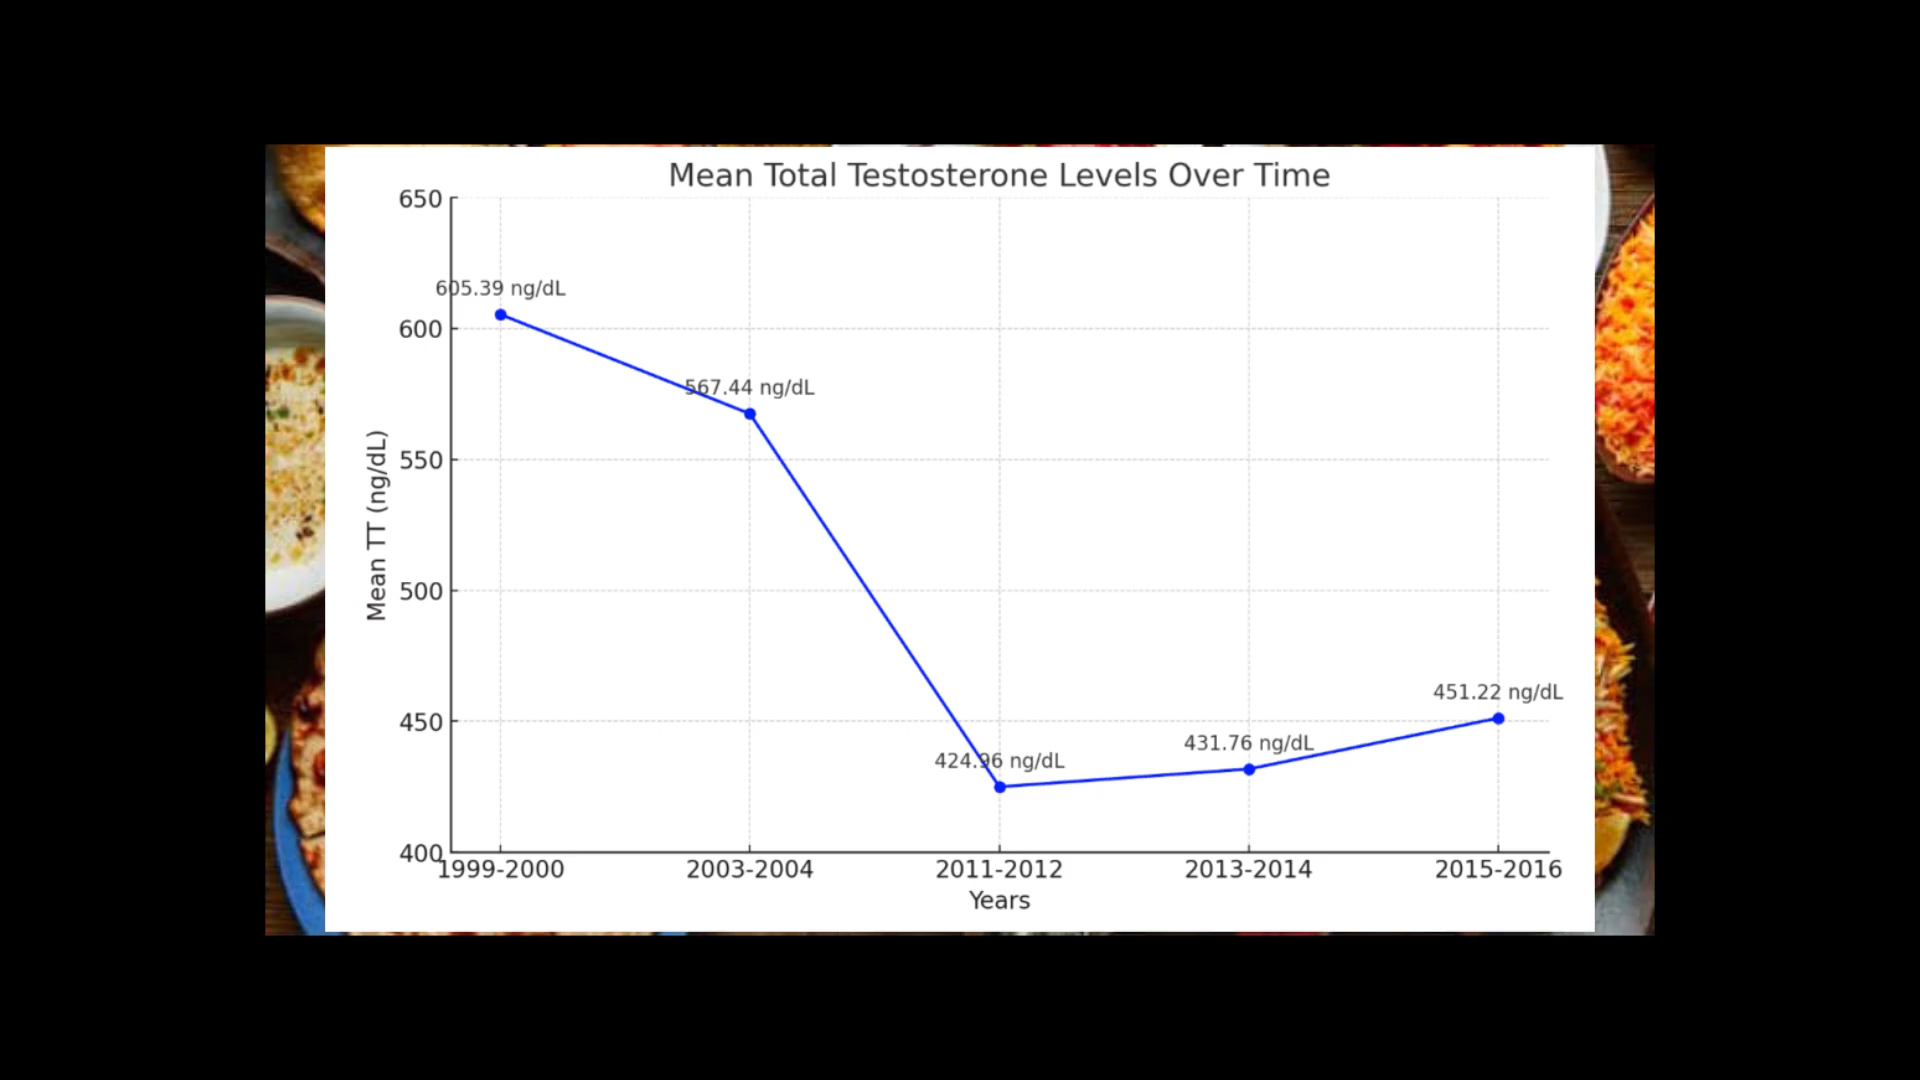 Mean Total Testosterone Levels Over Time
650
600
550
500
450
400
Mean TT (ng/dL)
605.39 ng/dL
567.44 ng/dL
424.96 ng/dL
431.76 ng/dL
451.22 ng/dL
1999-2000 2003-2004 2011-2012 2013-2014 2015-2016
Years